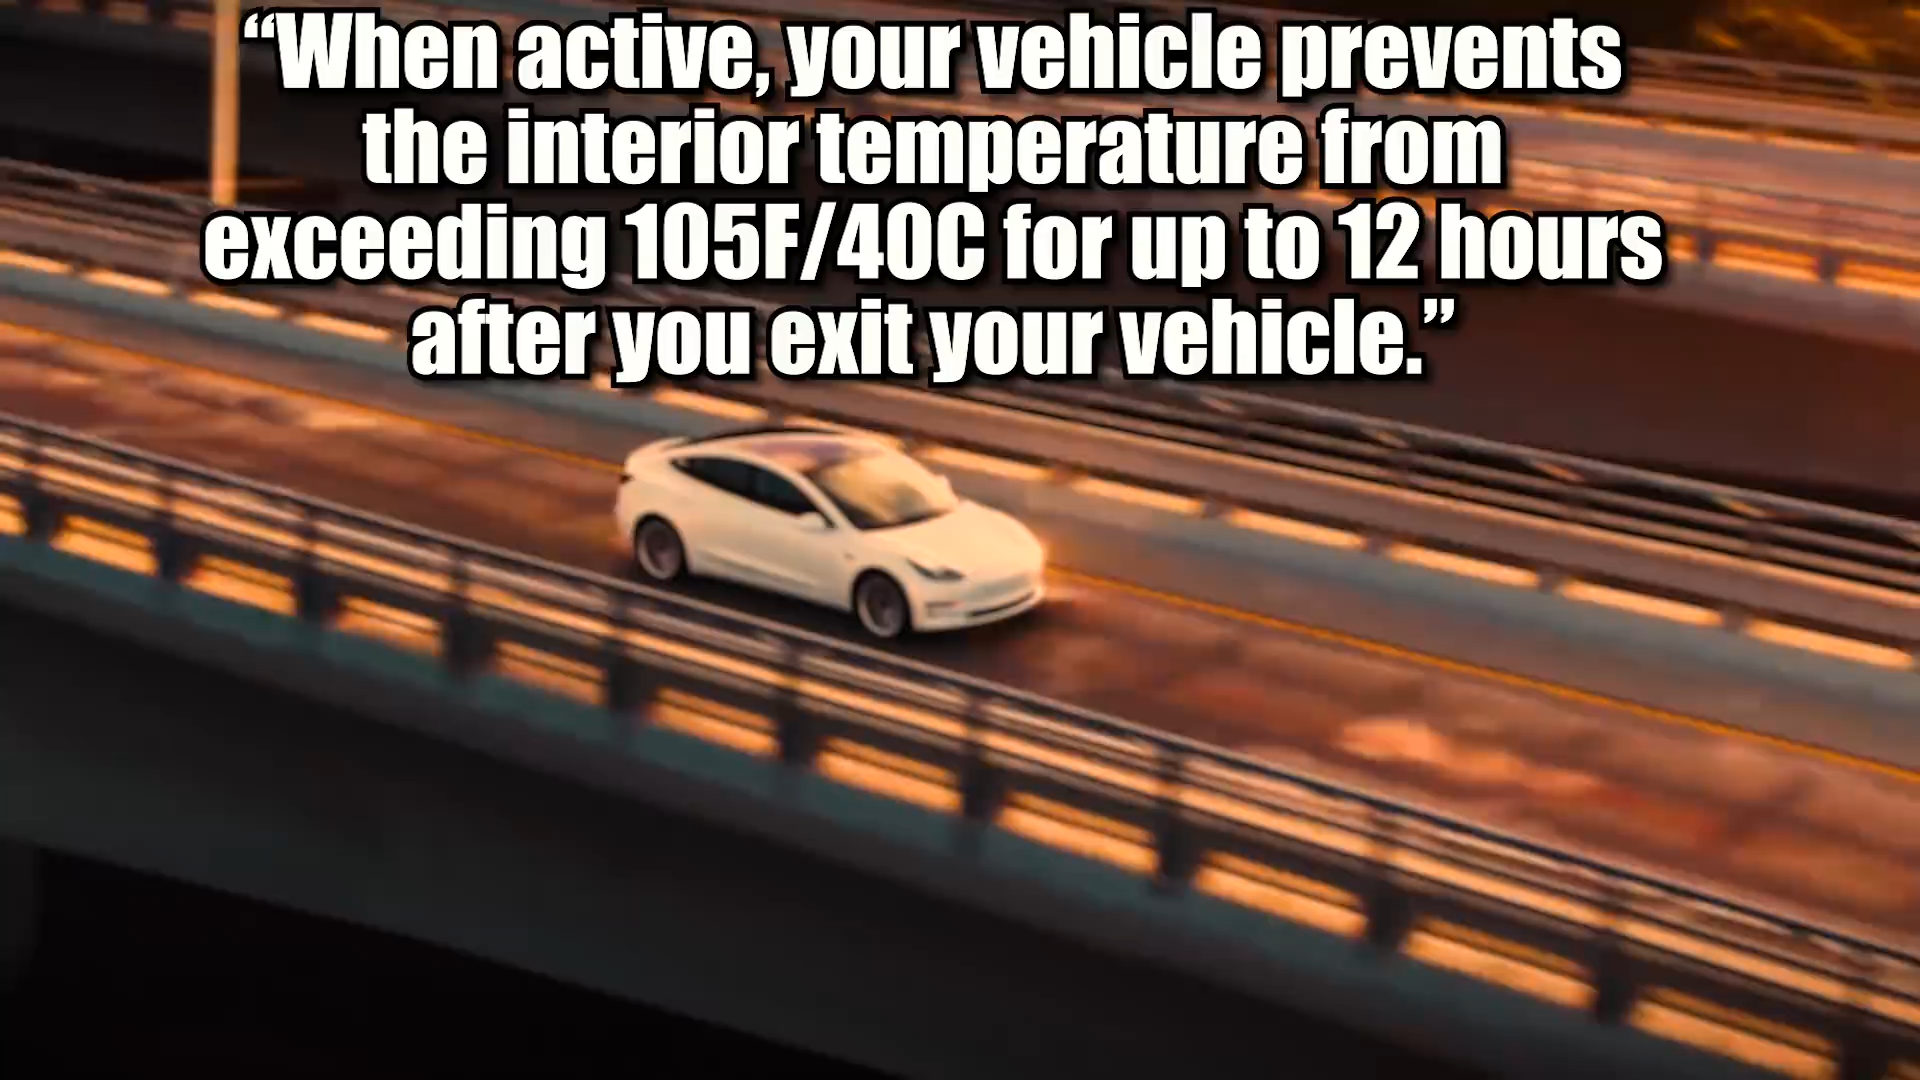 “When active, your vehicle prevents
the interior temperature from
exceeding 105F/40C for up to 12 hours
after you exit your vehicle.”